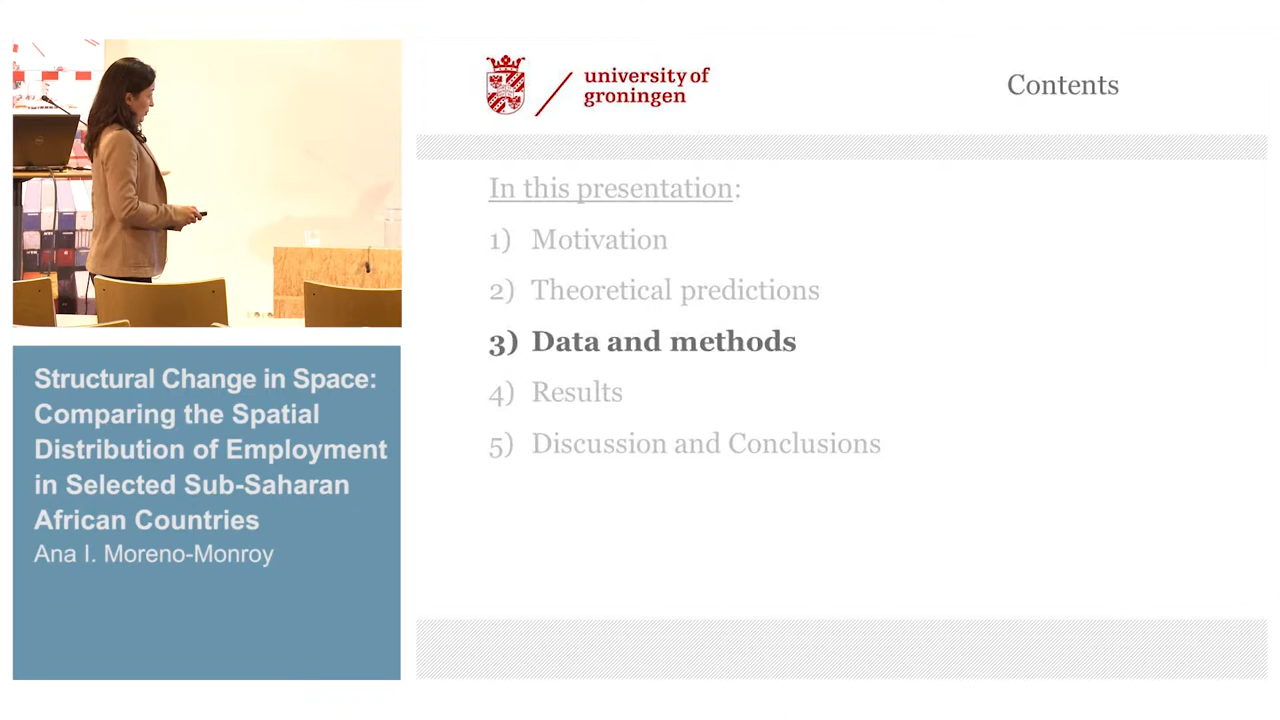 university of
groningen
Contents
In this presentation:
1) Motivation
2) Theoretical predictions
3) Data and methods
4) Results
5) Discussion and Conclusions
Structural Change in Space:
Comparing the Spatial
Distribution of Employment
in Selected Sub-Saharan
African Countries
Ana I. Moreno-Monroy